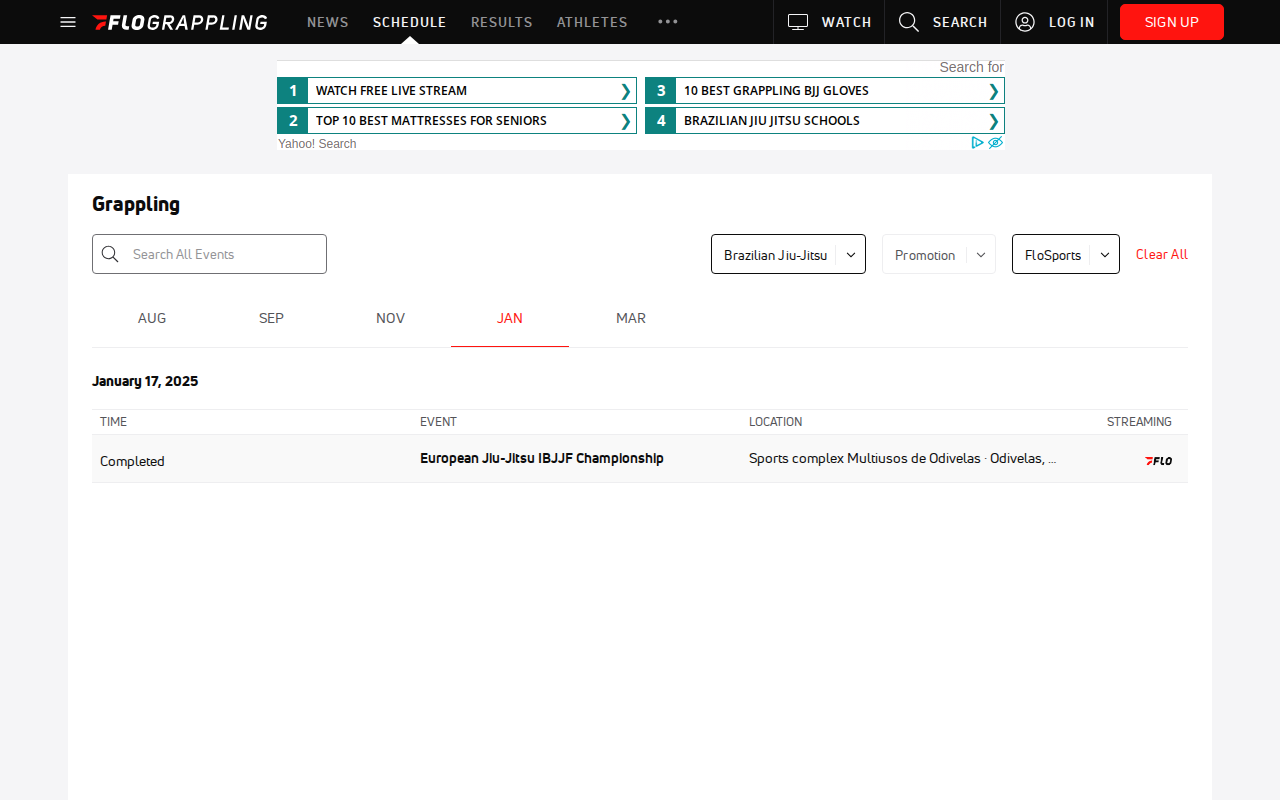 FLOGRAPPLING NEWS SCHEDULE RESULTS ATHLETES ••• WATCH SEARCH LOG IN SIGN UP
Search for
1 WATCH FREE LIVE STREAM ❯ 3 10 BEST GRAPPLING BJJ GLOVES ❯
2 TOP 10 BEST MATTRESSES FOR SENIORS ❯ 4 BRAZILIAN JIU JITSU SCHOOLS ❯
Yahoo! Search
Grappling
Search All Events Brazilian Jiu-Jitsu Promotion FloSports Clear All
AUG SEP NOV JAN MAR
January 17, 2025
TIME EVENT LOCATION STREAMING
Completed European Jiu-Jitsu IBJJF Championship Sports complex Multiusos de Odivelas · Odivelas, ... FLO